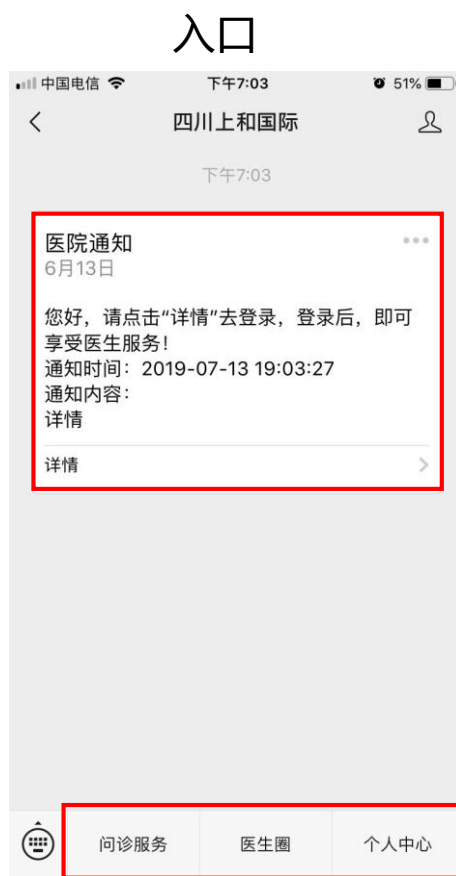 入口
中国电信 下午7:03 51%
四川上和国际
下午7:03
医院通知
6月13日
您好，请点击“详情”去登录，登录后，即可
享受医生服务！
通知时间：2019-07-13 19:03:27
通知内容：
详情
详情
问诊服务 医生圈 个人中心